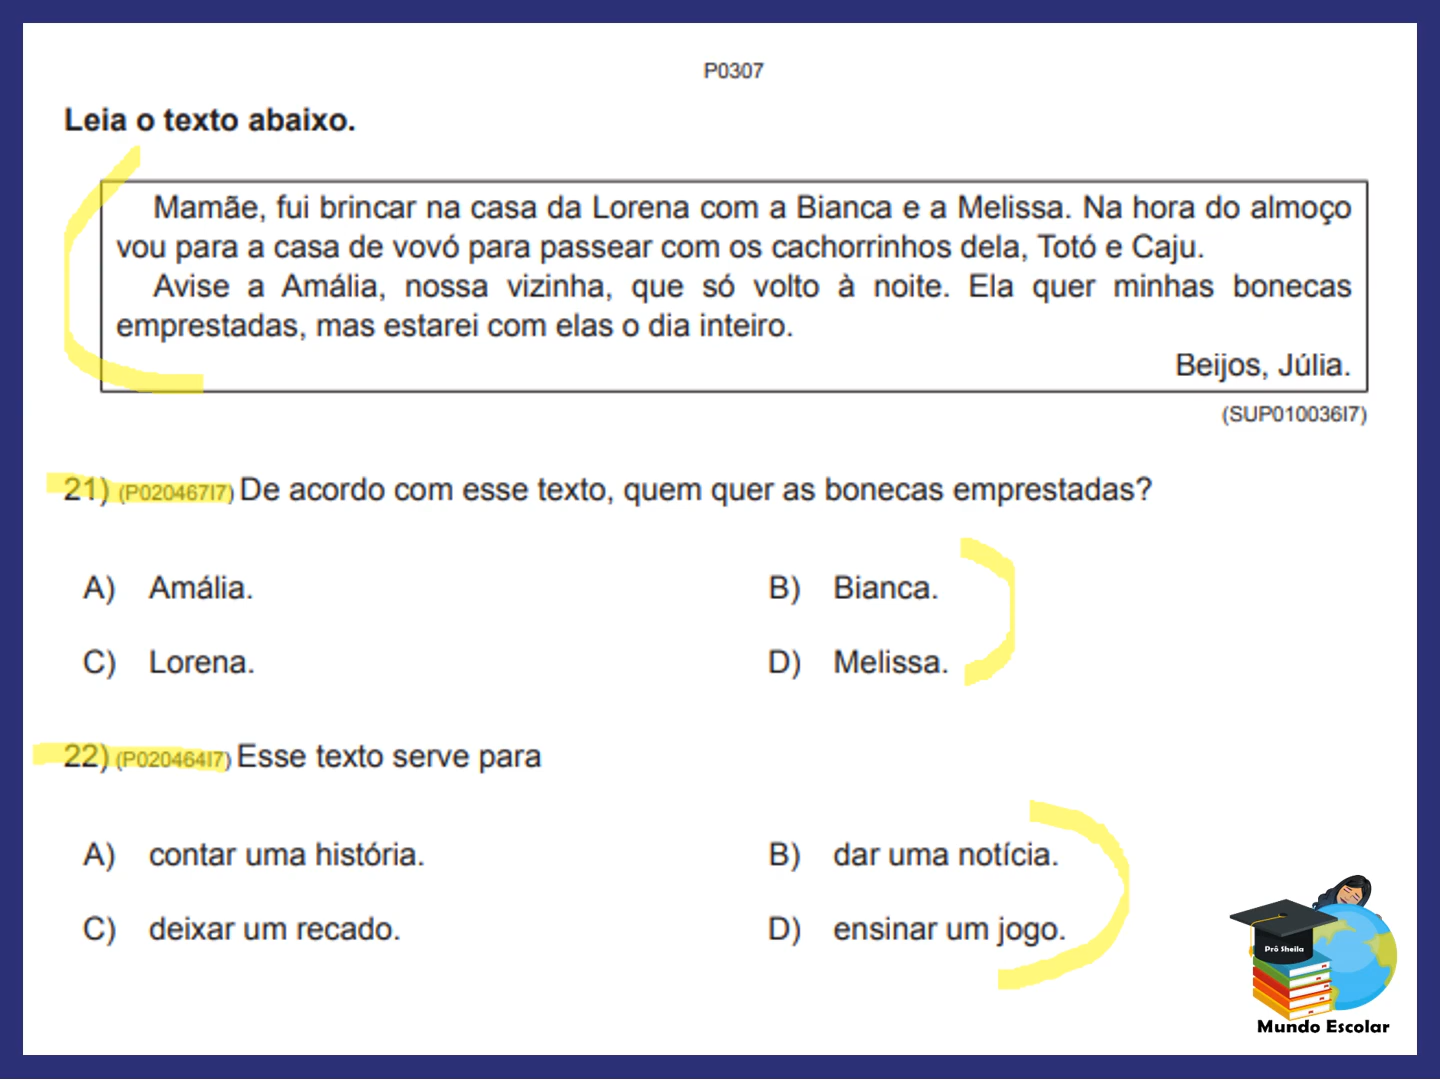 P0307
Leia o texto abaixo.
Mamãe, fui brincar na casa da Lorena com a Bianca e a Melissa. Na hora do almoço
vou para a casa de vovó para passear com os cachorrinhos dela, Totó e Caju.
Avise a Amália, nossa vizinha, que só volto à noite. Ela quer minhas bonecas
emprestadas, mas estarei com elas o dia inteiro.
Beijos, Júlia.
(SUP010036I7)
21) (P020467I7) De acordo com esse texto, quem quer as bonecas emprestadas?
A) Amália.
B) Bianca.
C) Lorena.
D) Melissa.
22) (P020464I7) Esse texto serve para
A) contar uma história.
B) dar uma notícia.
C) deixar um recado.
D) ensinar um jogo.
Prô Sheila
Mundo Escolar